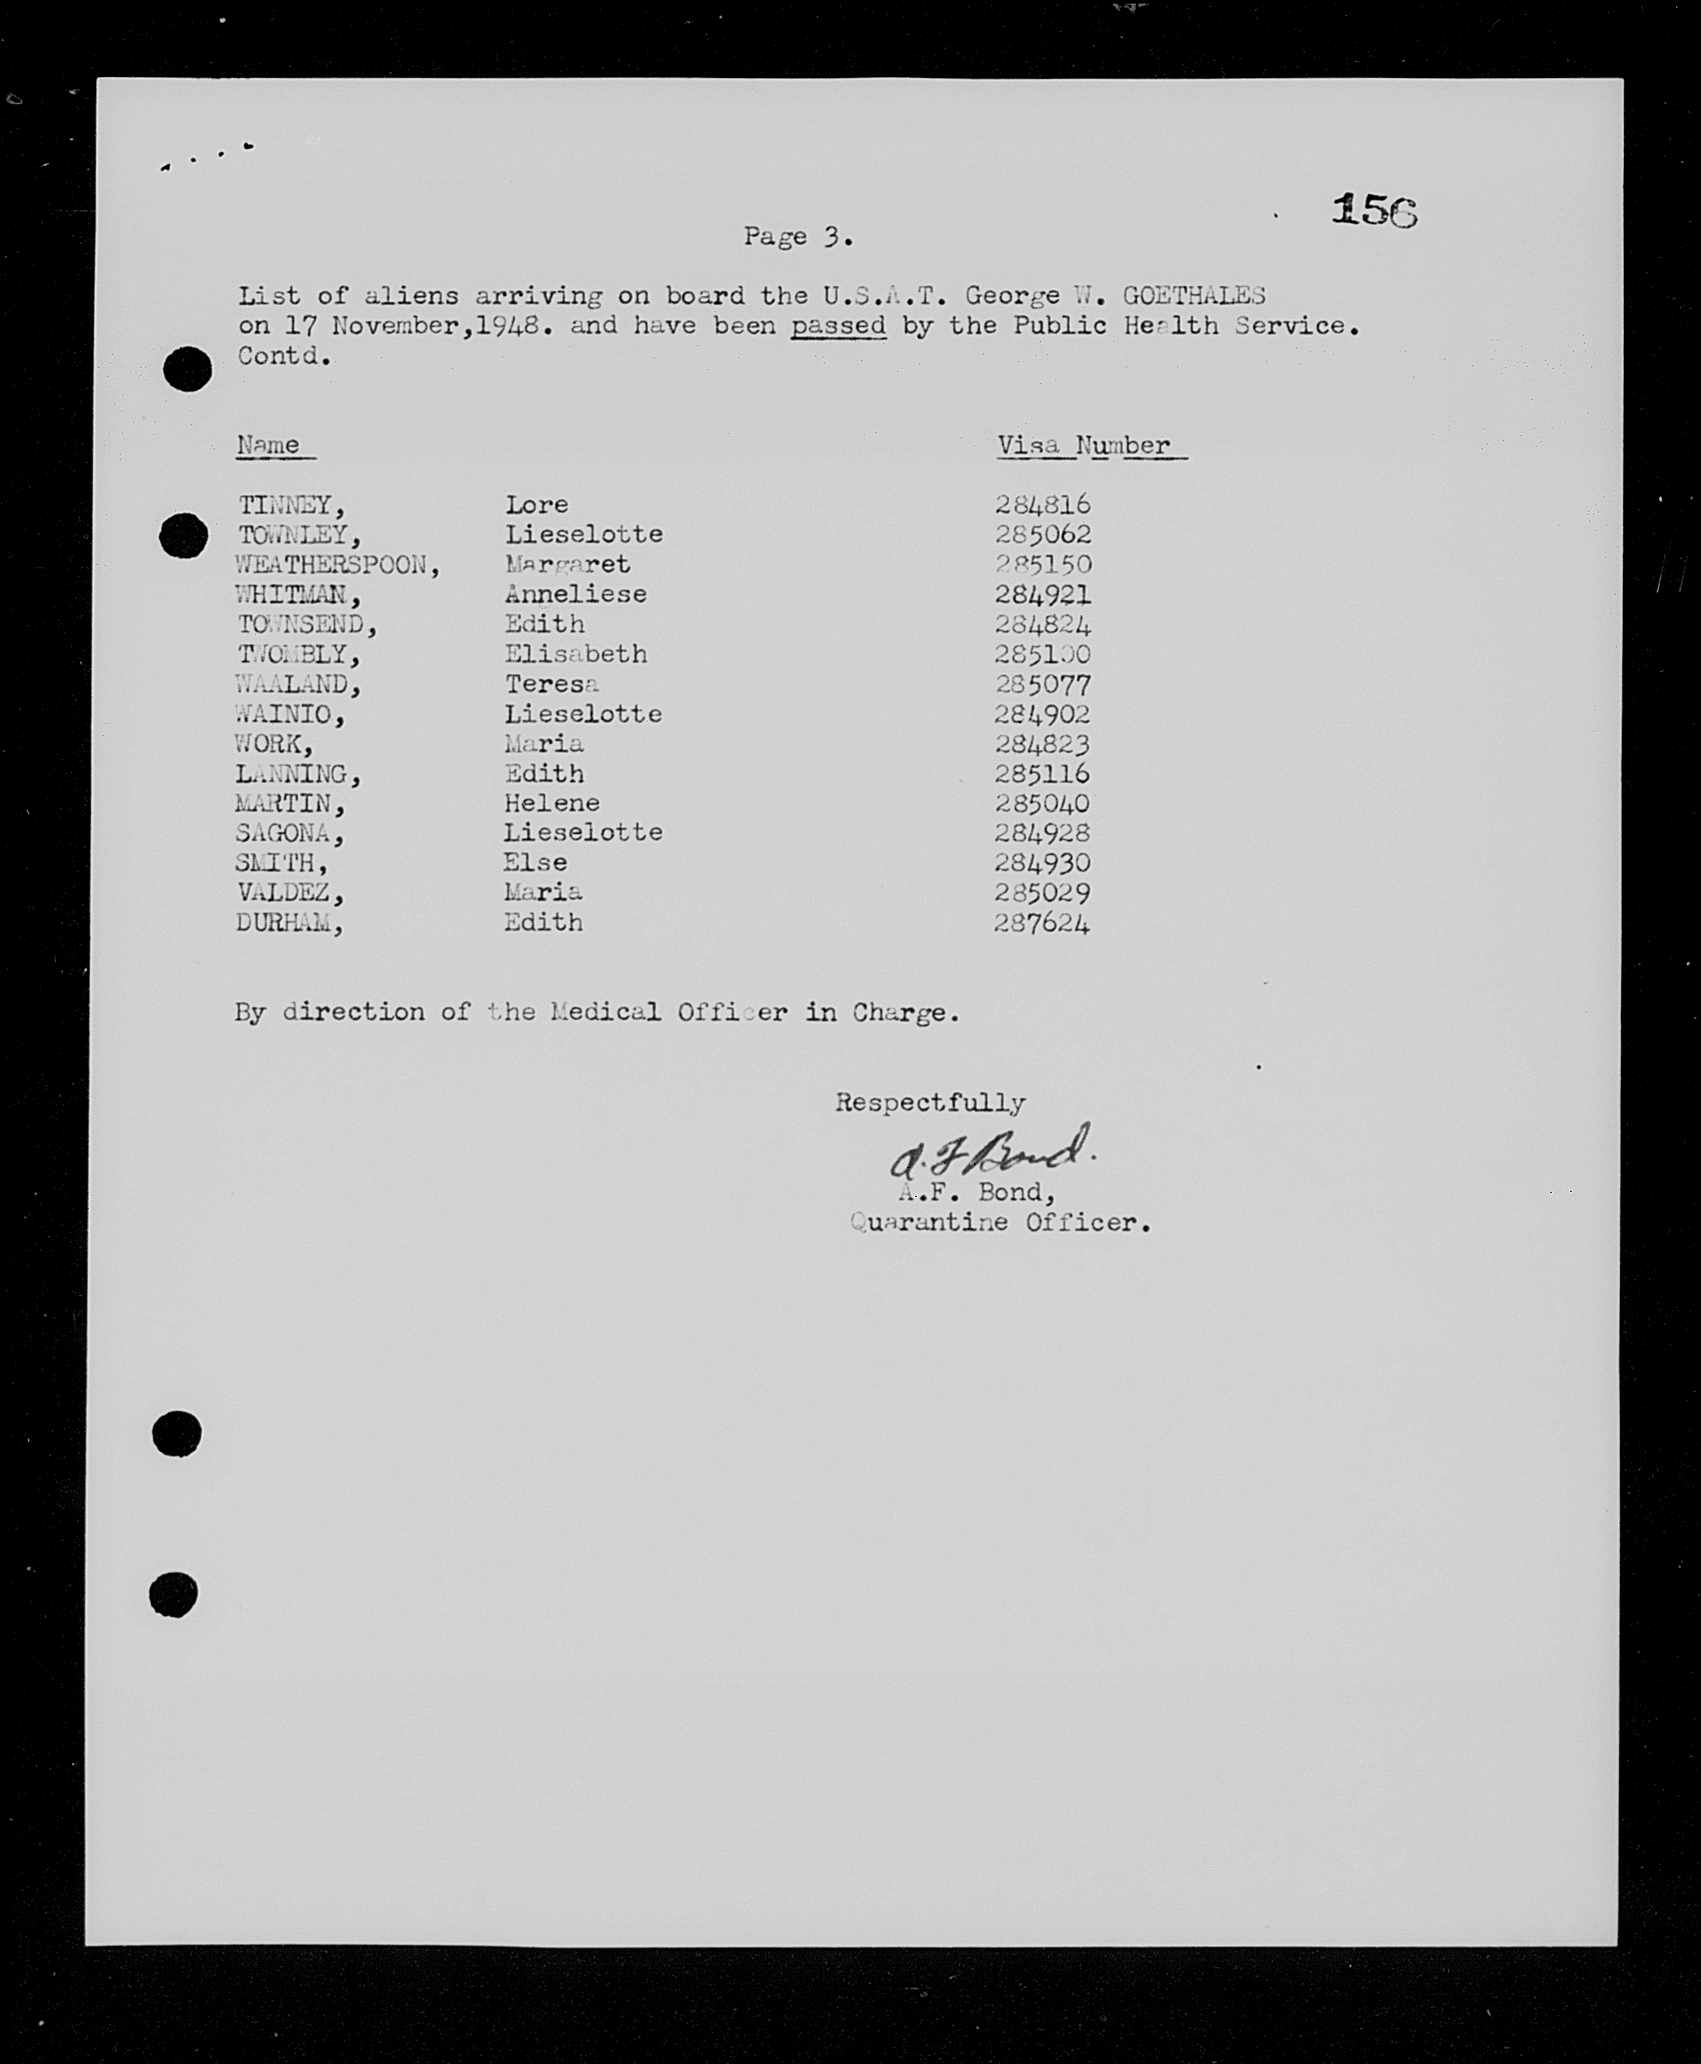 156
Page 3.
List of aliens arriving on board the U.S.A.T. George W. GOETHALES
on 17 November,1948. and have been passed by the Public Health Service.
Contd.
Name Visa Number
TINNEY, Lore 284816
TOWNLEY, Lieselotte 285062
WEATHERSPOON, Margaret 285150
WHITMAN, Anneliese 284921
TOWNSEND, Edith 284824
TWOMBLY, Elisabeth 285100
WAALAND, Teresa 285077
WAINIO, Lieselotte 284902
WORK, Maria 284823
LANNING, Edith 285116
MARTIN, Helene 285040
SAGONA, Lieselotte 284928
SMITH, Else 284930
VALDEZ, Maria 285029
DURHAM, Edith 287624
By direction of the Medical Officer in Charge.
Respectfully
A. F Bond.
A.F. Bond,
Quarantine Officer.